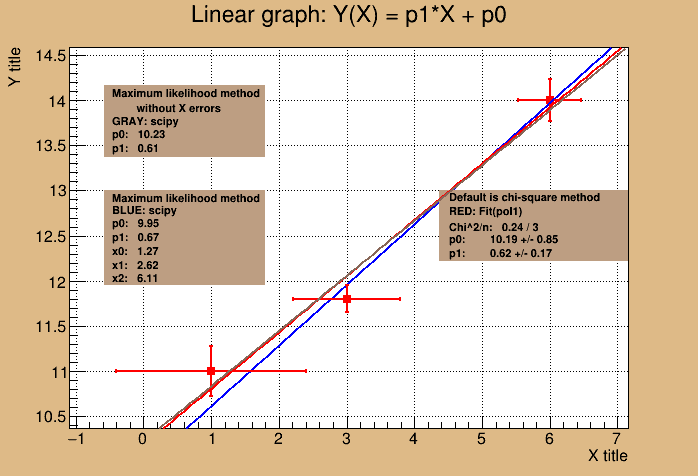 Linear graph: Y(X) = p1*X + p0
Y title
14.5
14
13.5
13
12.5
12
11.5
11
10.5
Maximum likelihood method
without X errors
GRAY: scipy
p0: 10.23
p1: 0.61
Maximum likelihood method
BLUE: scipy
p0: 9.95
p1: 0.67
x0: 1.27
x1: 2.62
x2: 6.11
Default is chi-square method
RED: Fit(pol1)
Chi^2/n: 0.24 / 3
p0: 10.19 +/- 0.85
p1: 0.62 +/- 0.17
−1 0 1 2 3 4 5 6 7
X title